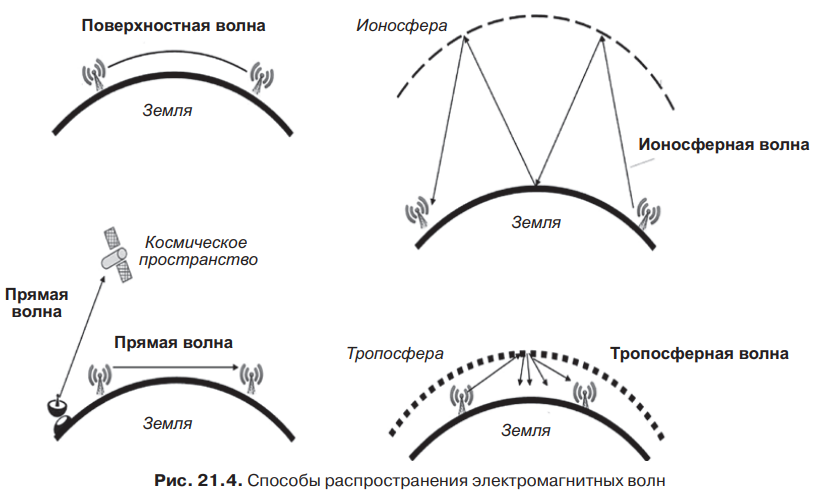 Поверхностная волна
Земля
Ионосфера
Ионосферная волна
Земля
Космическое
пространство
Прямая
волна
Прямая волна
Земля
Тропосфера
Тропосферная волна
Земля
Рис. 21.4. Способы распространения электромагнитных волн